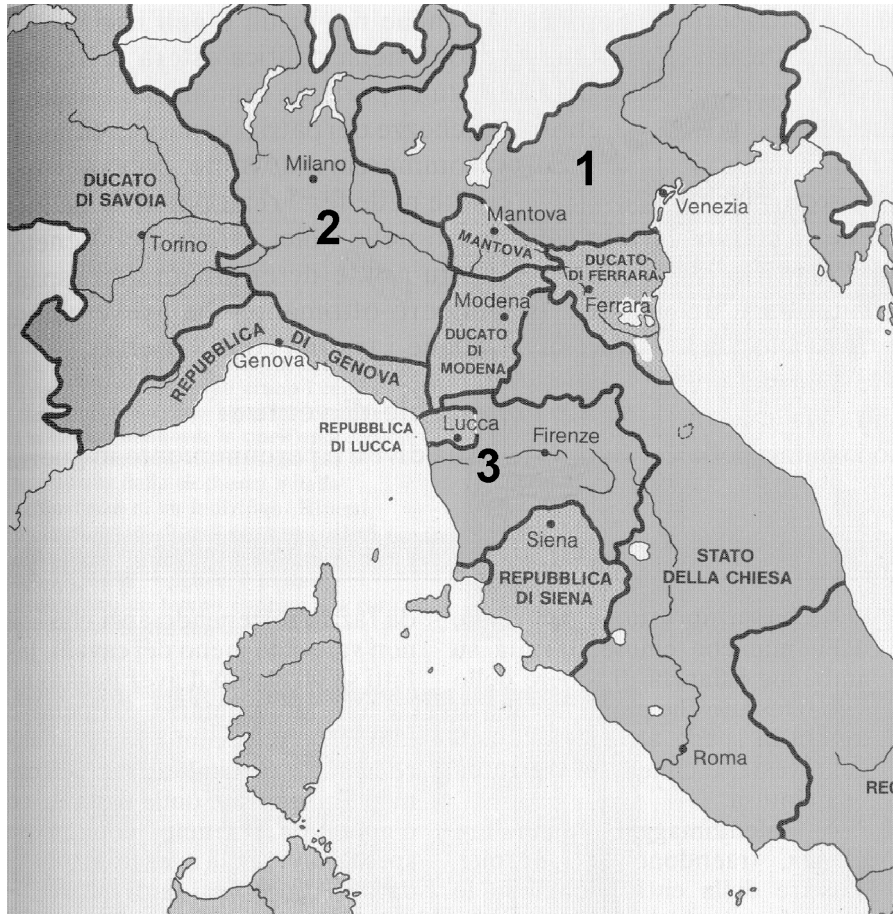 1
Milano
DUCATO
DI SAVOIA
Venezia
Mantova
2
MANTOVA
Torino
DUCATO
DI FERRARA
Modena
Ferrara
REPUBBLICA DI GENOVA
DUCATO
DI
MODENA
Genova
REPUBBLICA
DI LUCCA
Lucca
Firenze
3
Siena
STATO
DELLA CHIESA
REPUBBLICA
DI SIENA
Roma
REC